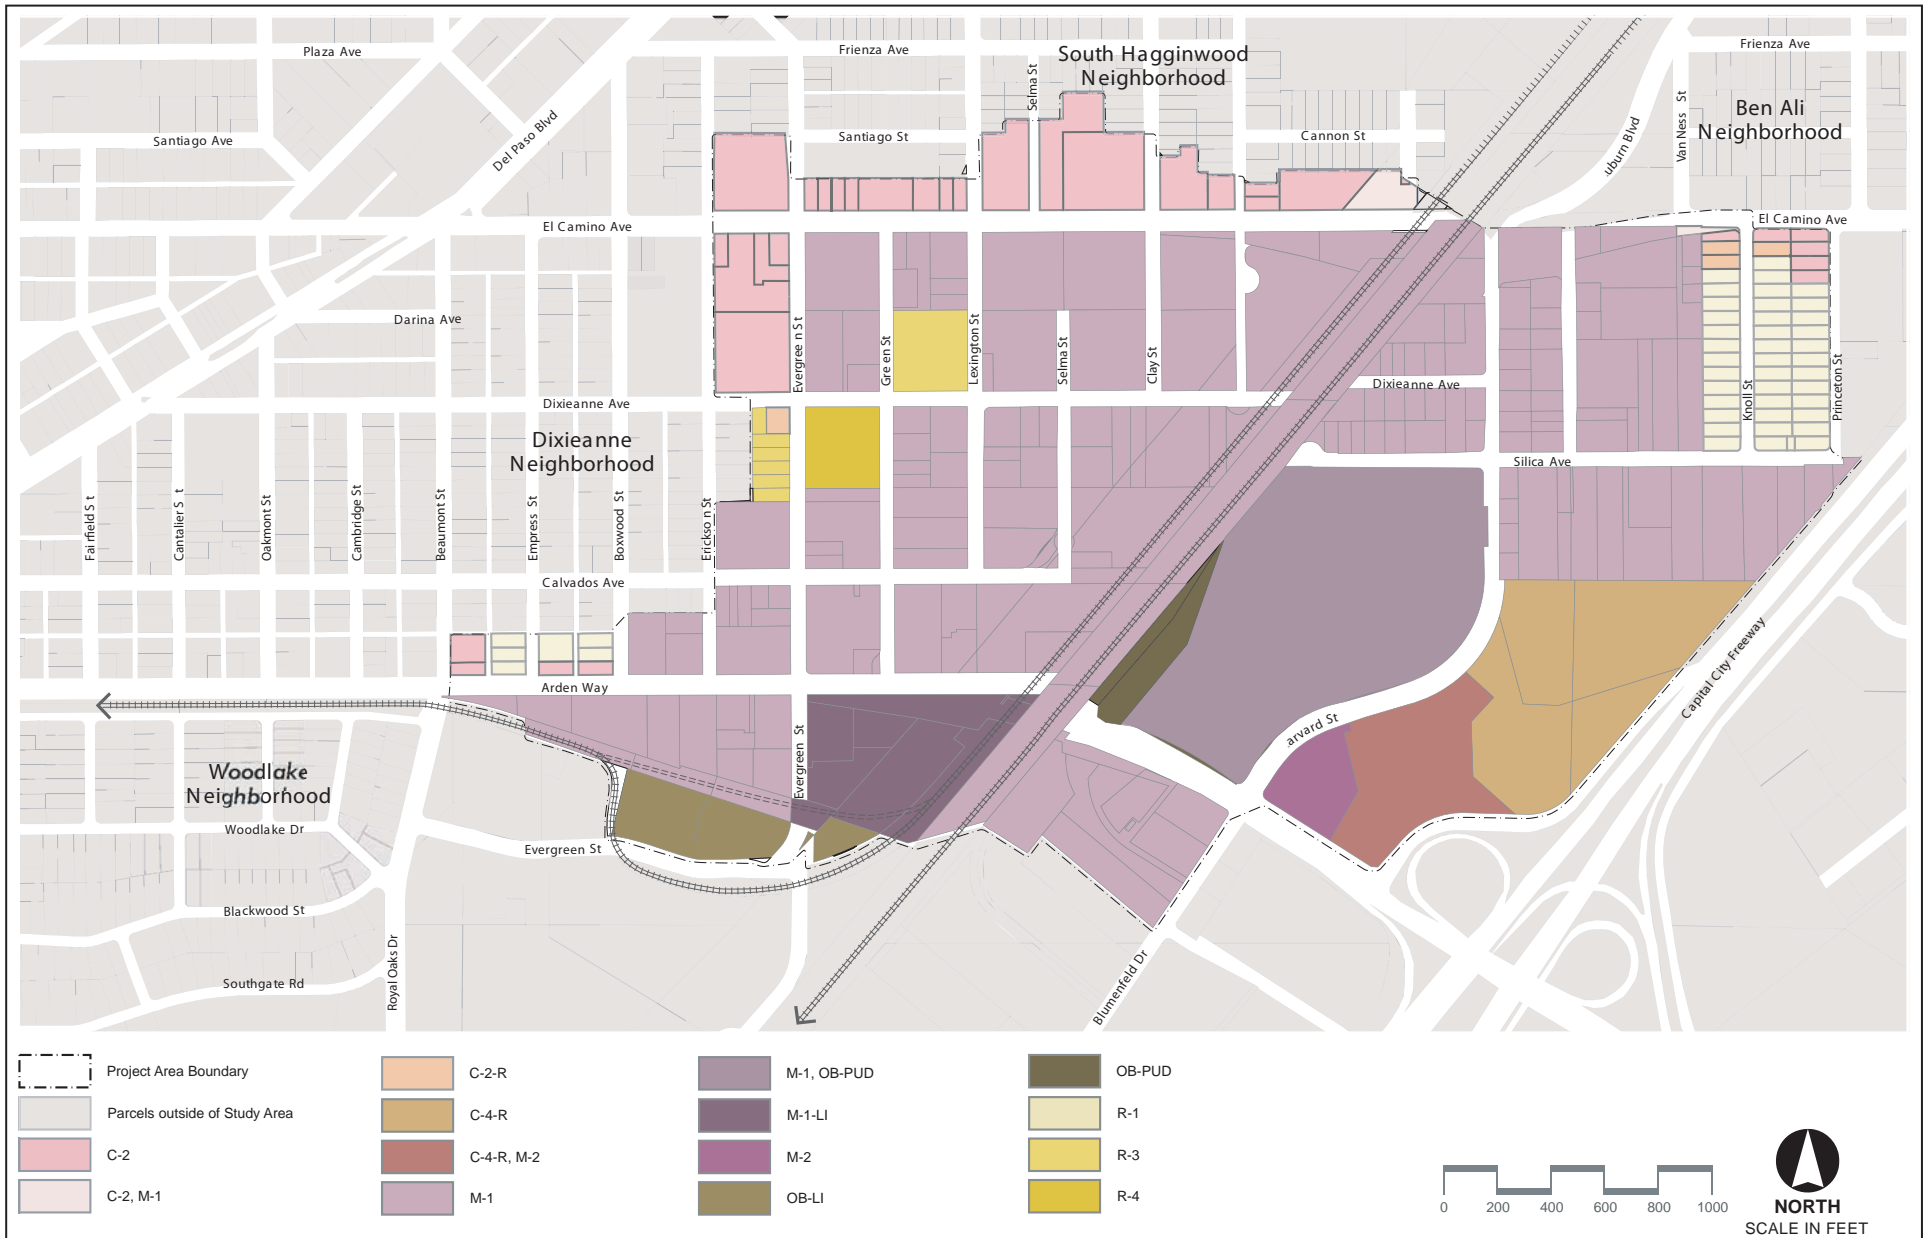 Plaza Ave
Frienza Ave
South Hagginwood
Neighborhood
Frienza Ave
Selma St
Ben Ali
Neighborhood
Van Ness St
uburn Blvd
Santiago Ave
Del Paso Blvd
Santiago St
Cannon St
El Camino Ave
El Camino Ave
Darina Ave
Evergreen St
Green St
Lexington St
Selma St
Clay St
Dixieanne Ave
Knoll St
Princeton St
Dixieanne Ave
Dixieanne
Neighborhood
Silica Ave
Fairfield St
Cantalier St
Oakmont St
Cambridge St
Beaumont St
Empress St
Boxwood St
Erickson St
Calvados Ave
Capital City Freeway
Arden Way
Evergreen St
arvard St
Woodlake
Neighborhood
Woodlake Dr
Evergreen St
Blackwood St
Royal Oaks Dr
Blumenfeld Dr
Southgate Rd
Project Area Boundary
Parcels outside of Study Area
C-2
C-2, M-1
C-2-R
C-4-R
C-4-R, M-2
M-1
M-1, OB-PUD
M-1-LI
M-2
OB-LI
OB-PUD
R-1
R-3
R-4
0 200 400 600 800 1000
NORTH
SCALE IN FEET